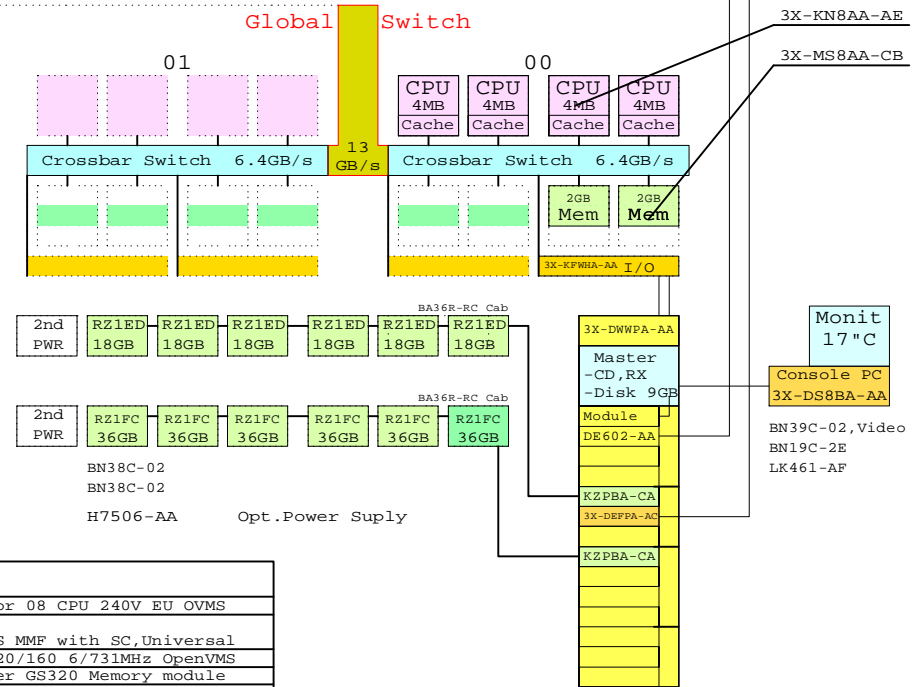 Global Switch
3X-KN8AA-AE
3X-MS8AA-CB
01
00
CPU CPU CPU CPU
4MB 4MB 4MB 4MB
Cache Cache Cache Cache
Crossbar Switch 6.4GB/s
13
GB/s
Crossbar Switch 6.4GB/s
2GB 2GB
Mem Mem
3X-KFWHA-AA I/O
BA36R-RC Cab
2nd
PWR
RZ1ED RZ1ED RZ1ED RZ1ED RZ1ED RZ1ED
18GB 18GB 18GB 18GB 18GB 18GB
BA36R-RC Cab
2nd
PWR
RZ1FC RZ1FC RZ1FC RZ1FC RZ1FC RZ1FC
36GB 36GB 36GB 36GB 36GB 36GB
BN38C-02
BN38C-02
H7506-AA Opt.Power Suply
3X-DWWPA-AA
Master
-CD,RX
-Disk 9GB
Module
DE602-AA
KZPBA-CA
3X-DEFPA-AC
KZPBA-CA
Monit
17"C
Console PC
3X-DS8BA-AA
BN39C-02,Video
BN19C-2E
LK461-AF
or 08 CPU 240V EU OVMS
S MMF with SC,Universal
20/160 6/731MHz OpenVMS
er GS320 Memory module